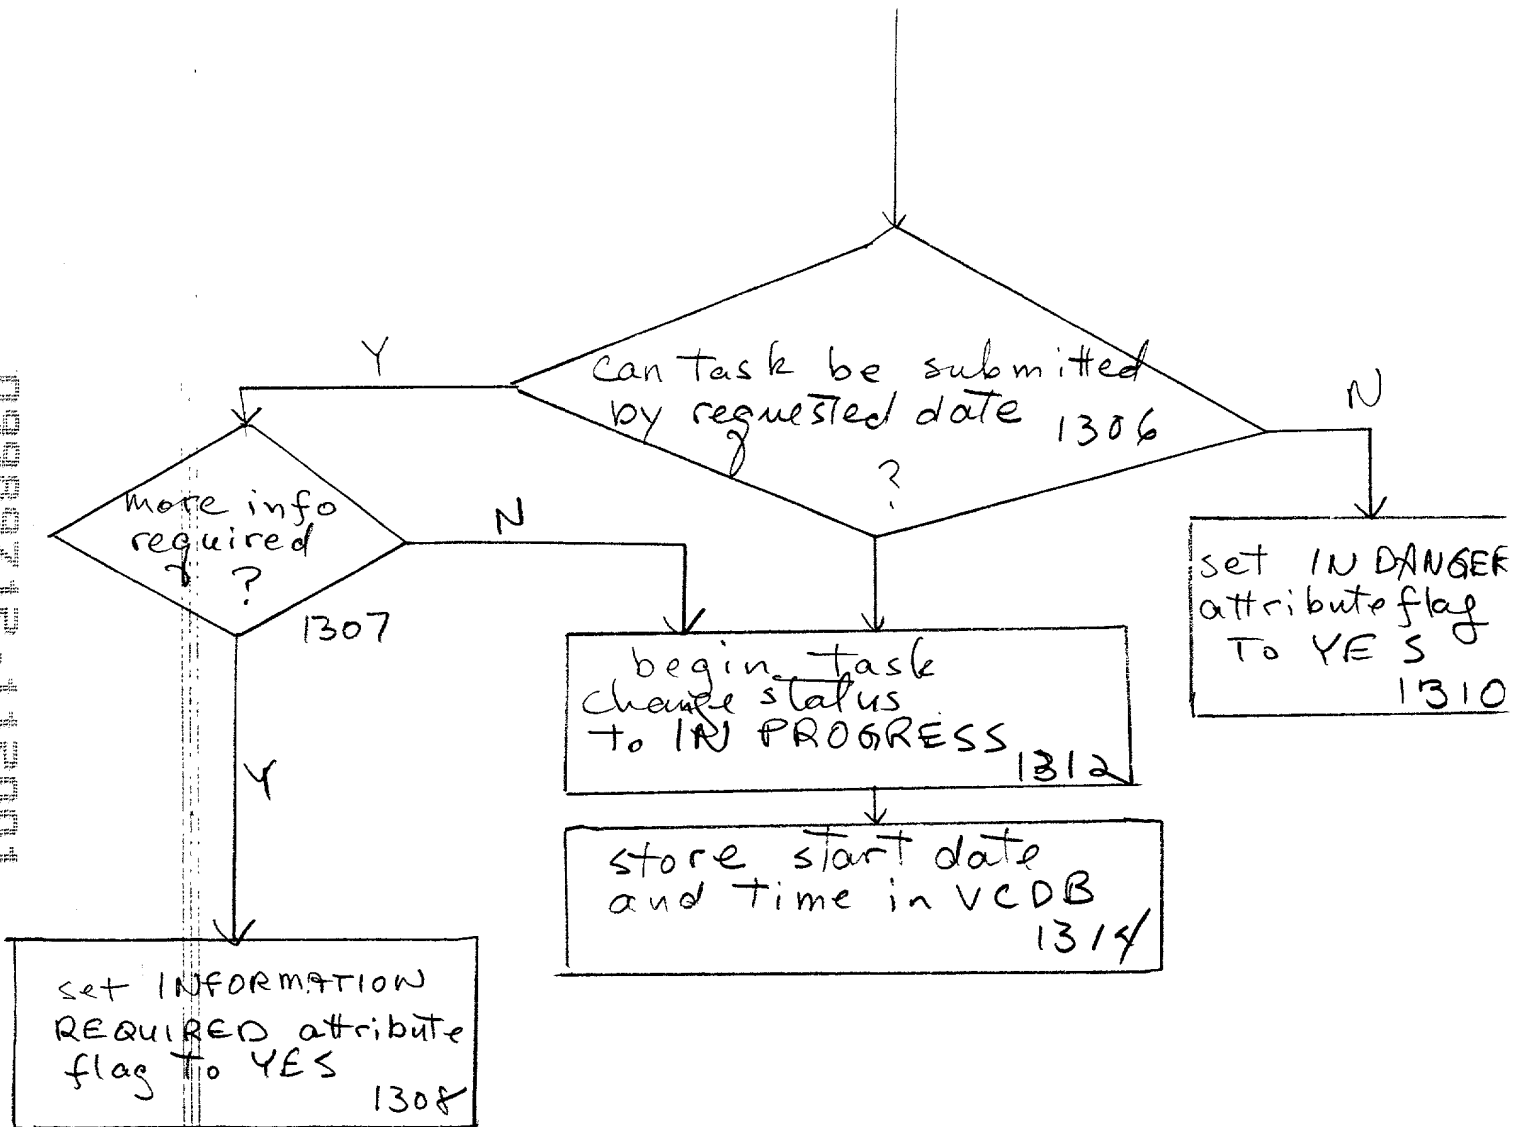 Y
can task be submitted
by requested date 1306
?
N
more info
required
?
1307
N
set IN DANGER
attribute flag
To YES
1310
begin task
change status
to IN PROGRESS
1312
Y
store start date
and Time in VCDB
1314
set INFORMATION
REQUIRED attribute
flag To YES
1308